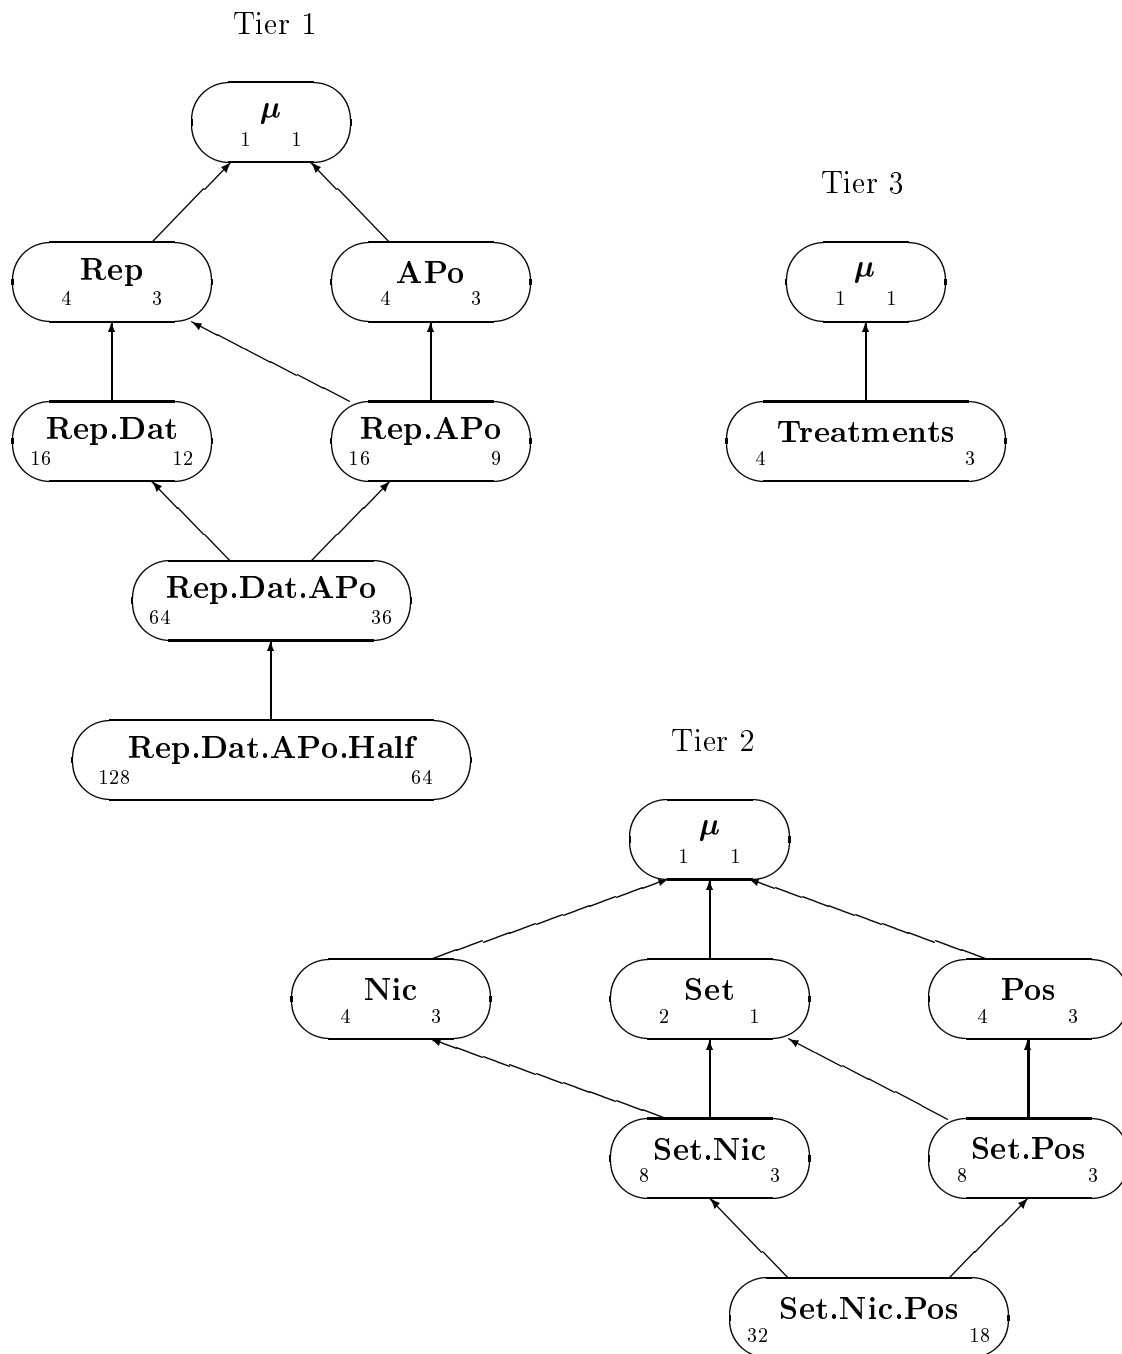 Tier 1
μ
1 1
Tier 3
Rep
4 3
APo
4 3
μ
1 1
Rep.Dat
16 12
Rep.APo
16 9
Treatments
4 3
Rep.Dat.APo
64 36
Rep.Dat.APo.Half
128 64
Tier 2
μ
1 1
Nic
4 3
Set
2 1
Pos
4 3
Set.Nic
8 3
Set.Pos
8 3
Set.Nic.Pos
32 18